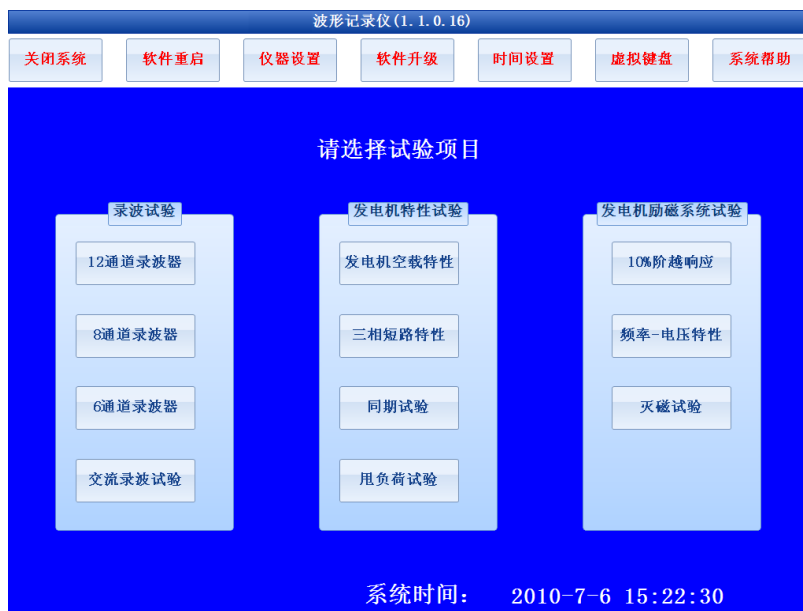 波形记录仪(1.1.0.16)
关闭系统 软件重启 仪器设置 软件升级 时间设置 虚拟键盘 系统帮助
请选择试验项目
录波试验 发电机特性试验 发电机励磁系统试验
12通道录波器 发电机空载特性 10%阶越响应
8通道录波器 三相短路特性 频率-电压特性
6通道录波器 同期试验 灭磁试验
交流录波试验 甩负荷试验
系统时间： 2010-7-6 15:22:30